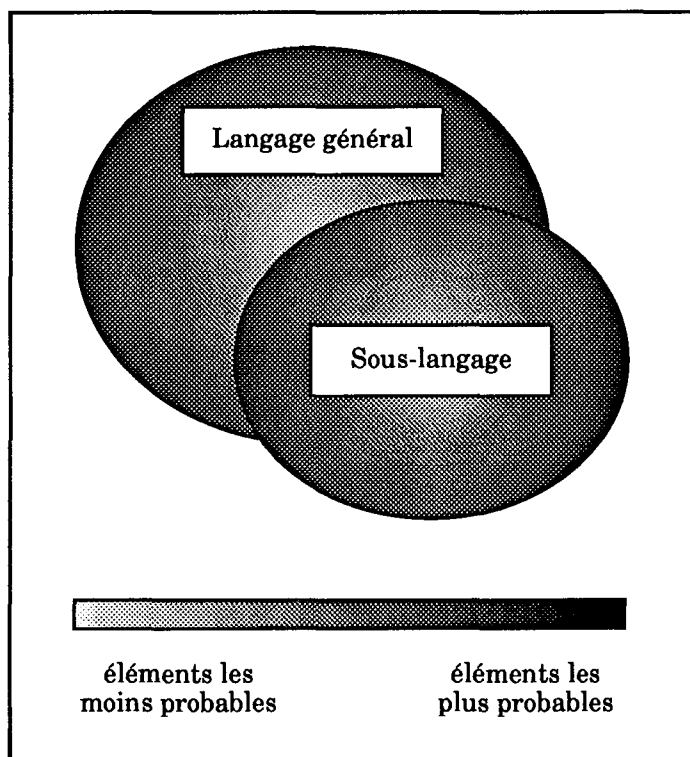 Langage général
Sous-langage
éléments les
moins probables
éléments les
plus probables